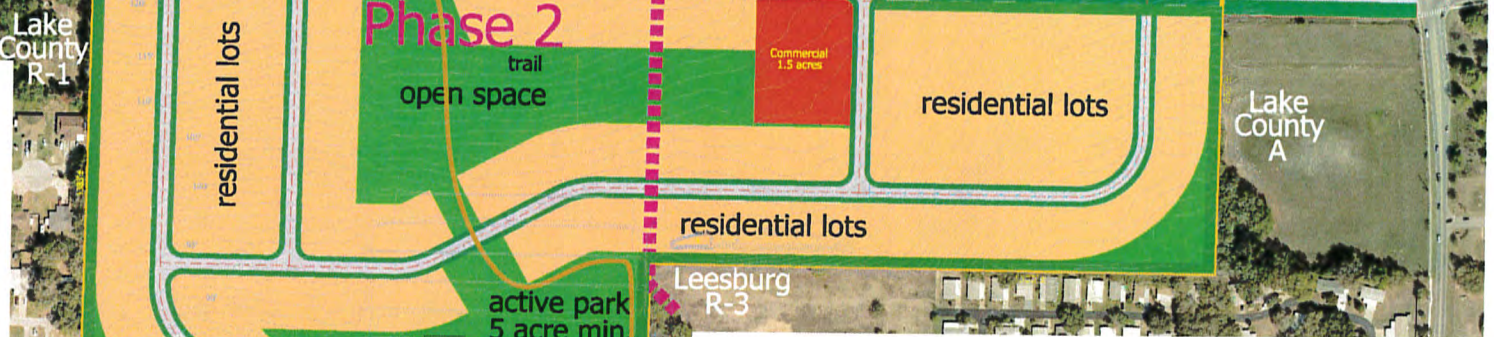 Lake
County
R-1
residential lots
Phase 2
trail
open space
Commercial
1.5 acres
residential lots
Lake
County
A
residential lots
Leesburg
R-3
active park
5 acre min